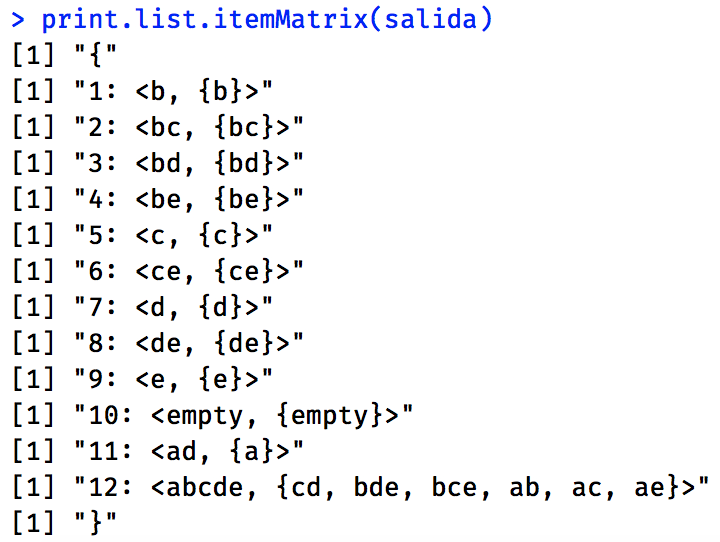 > print.list.itemMatrix(salida)
[1] "{"
[1] "1: <b, {b}>"
[1] "2: <bc, {bc}>"
[1] "3: <bd, {bd}>"
[1] "4: <be, {be}>"
[1] "5: <c, {c}>"
[1] "6: <ce, {ce}>"
[1] "7: <d, {d}>"
[1] "8: <de, {de}>"
[1] "9: <e, {e}>"
[1] "10: <empty, {empty}>"
[1] "11: <ad, {a}>"
[1] "12: <abcde, {cd, bde, bce, ab, ac, ae}>"
[1] "}"